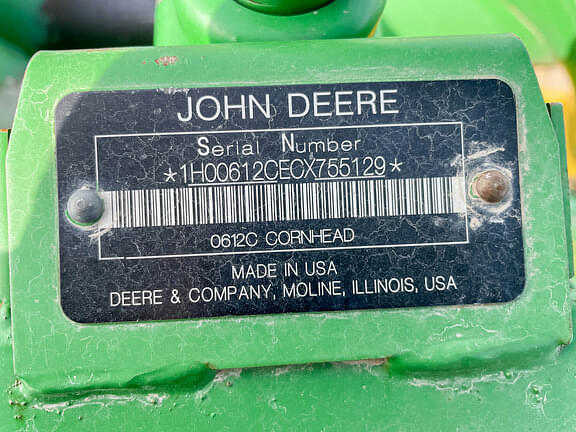 JOHN DEERE
Serial Number
*1H00612CECX755129*
0612C CORNHEAD
MADE IN USA
DEERE & COMPANY, MOLINE, ILLINOIS, USA